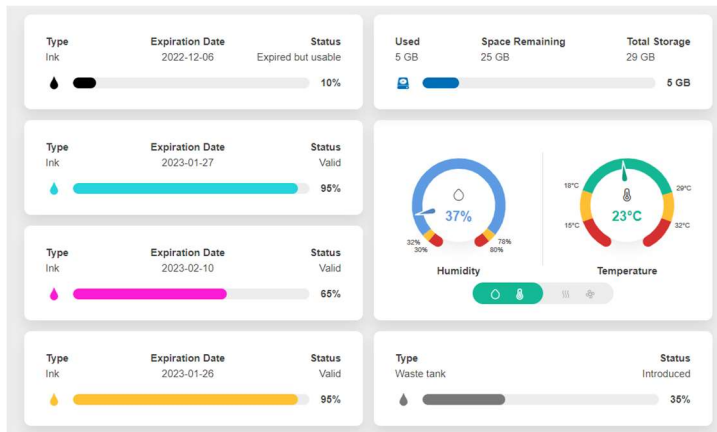 Type Expiration Date Status
Ink 2022-12-06 Expired but usable
10%
Used Space Remaining Total Storage
5 GB 25 GB 29 GB
5 GB
Type Expiration Date Status
Ink 2023-01-27 Valid
95%
18°C 29°C
37% 23°C
15°C 32°C
32% 78%
30% 80%
Humidity Temperature
Type Expiration Date Status
Ink 2023-02-10 Valid
65%
Type Expiration Date Status
Ink 2023-01-26 Valid
95%
Type Status
Waste tank Introduced
35%